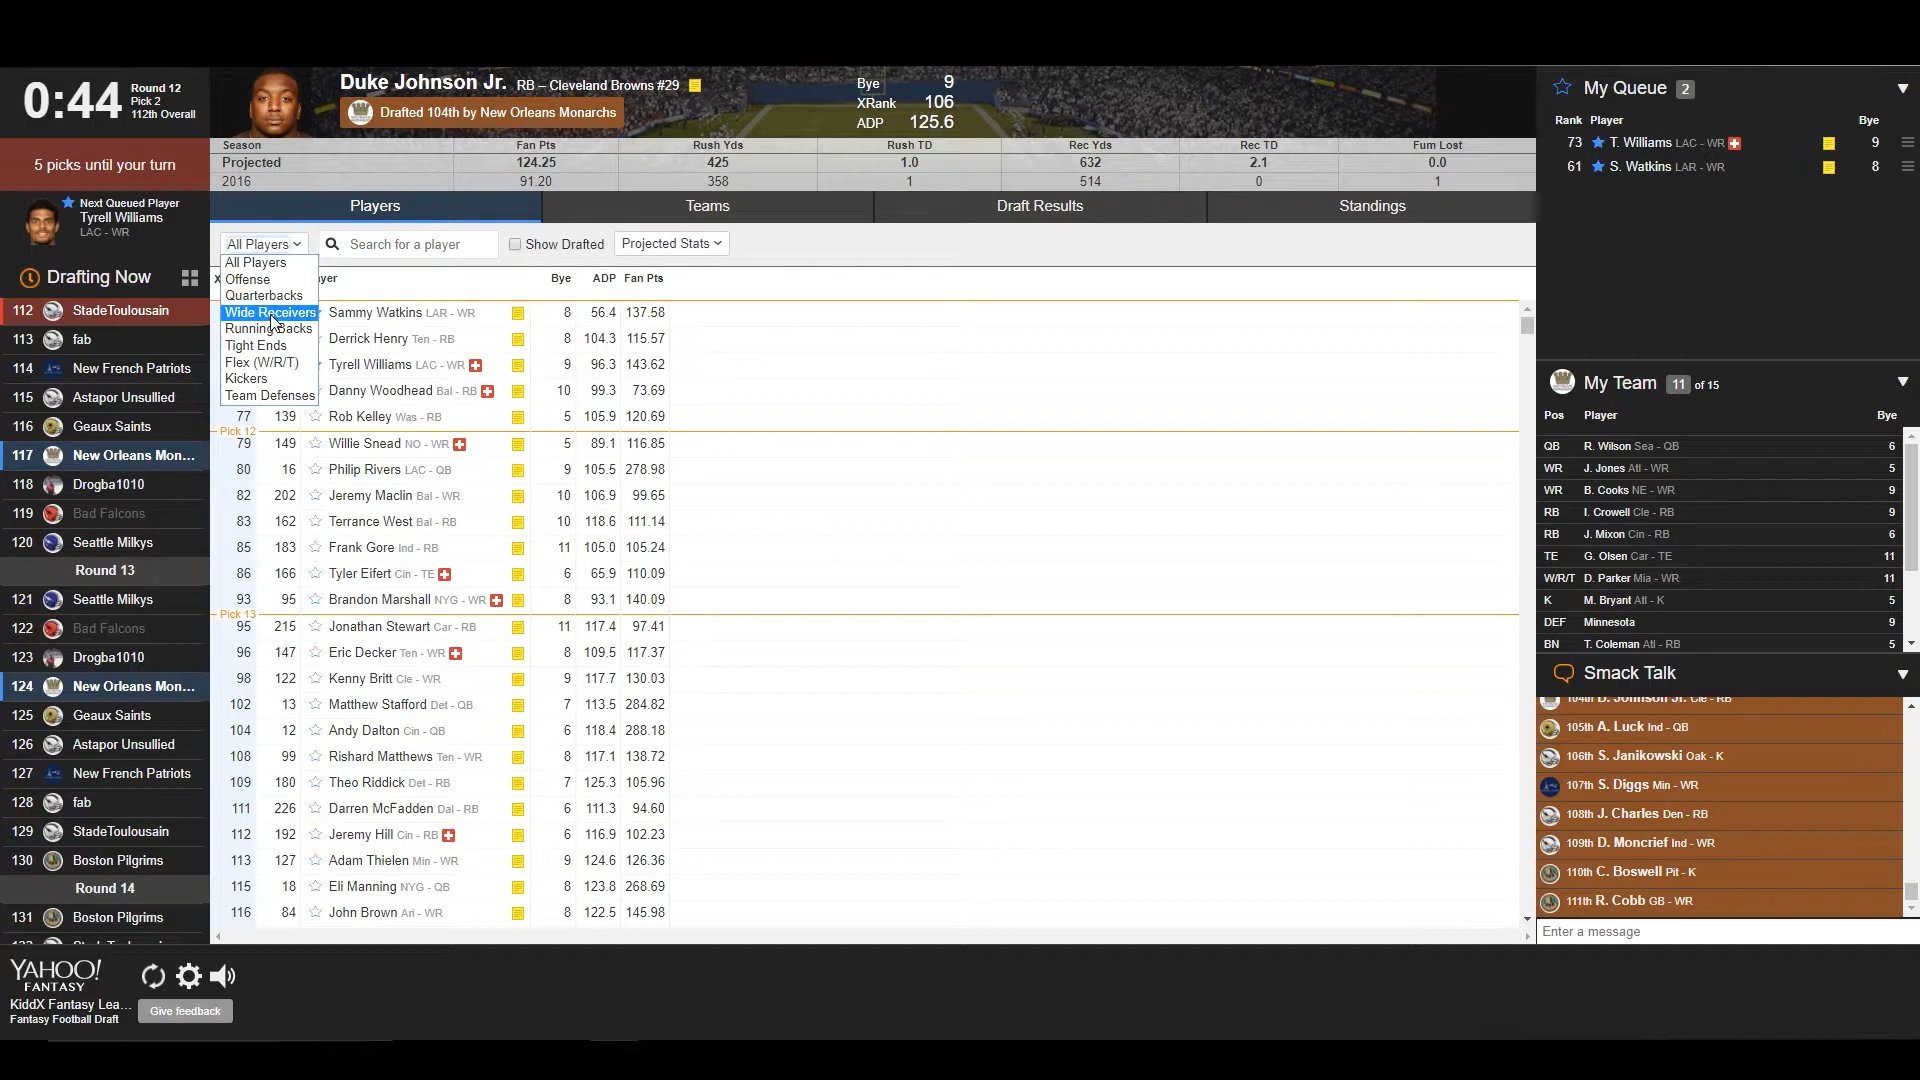 0:44
Round 12
Pick 2
112th Overall
5 picks until your turn
Next Queued Player
Tyrell Williams
LAC - WR
Drafting Now
112 StadeToulousain
113 fab
114 New French Patriots
115 Astapor Unsullied
116 Geaux Saints
117 New Orleans Mon...
118 Drogba1010
119 Bad Falcons
120 Seattle Milkys
Round 13
121 Seattle Milkys
122 Bad Falcons
123 Drogba1010
124 New Orleans Mon...
125 Geaux Saints
126 Astapor Unsullied
127 New French Patriots
128 fab
129 StadeToulousain
130 Boston Pilgrims
Round 14
131 Boston Pilgrims
Duke Johnson Jr. RB – Cleveland Browns #29
Drafted 104th by New Orleans Monarchs
Bye 9
XRank 106
ADP 125.6
Season Fan Pts Rush Yds Rush TD Rec Yds Rec TD Fum Lost
Projected 124.25 425 1.0 632 2.1 0.0
2016 91.20 358 1 514 0 1
Players Teams Draft Results Standings
All Players Search for a player Show Drafted Projected Stats
All Players
Offense
Quarterbacks
Wide Receivers
Running Backs
Tight Ends
Flex (W/R/T)
Kickers
Team Defenses
X ayer Bye ADP Fan Pts
Sammy Watkins LAR - WR 8 56.4 137.58
Derrick Henry Ten - RB 8 104.3 115.57
Tyrell Williams LAC - WR 9 96.3 143.62
Danny Woodhead Bal - RB 10 99.3 73.69
77 139 Rob Kelley Was - RB 5 105.9 120.69
Pick 12
79 149 Willie Snead NO - WR 5 89.1 116.85
80 16 Philip Rivers LAC - QB 9 105.5 278.98
82 202 Jeremy Maclin Bal - WR 10 106.9 99.65
83 162 Terrance West Bal - RB 10 118.6 111.14
85 183 Frank Gore Ind - RB 11 105.0 105.24
86 166 Tyler Eifert Cin - TE 6 65.9 110.09
93 95 Brandon Marshall NYG - WR 8 93.1 140.09
Pick 13
95 215 Jonathan Stewart Car - RB 11 117.4 97.41
96 147 Eric Decker Ten - WR 8 109.5 117.37
98 122 Kenny Britt Cle - WR 9 117.7 130.03
102 13 Matthew Stafford Det - QB 7 113.5 284.82
104 12 Andy Dalton Cin - QB 6 118.4 288.18
108 99 Rishard Matthews Ten - WR 8 117.1 138.72
109 180 Theo Riddick Det - RB 7 125.3 105.96
111 226 Darren McFadden Dal - RB 6 111.3 94.60
112 192 Jeremy Hill Cin - RB 6 116.9 102.23
113 127 Adam Thielen Min - WR 9 124.6 126.36
115 18 Eli Manning NYG - QB 8 123.8 268.69
116 84 John Brown Ari - WR 8 122.5 145.98
My Queue 2
Rank Player Bye
73 T. Williams LAC - WR 9
61 S. Watkins LAR - WR 8
My Team 11 of 15
Pos Player Bye
QB R. Wilson Sea - QB 6
WR J. Jones Atl - WR 5
WR B. Cooks NE - WR 9
RB I. Crowell Cle - RB 9
RB J. Mixon Cin - RB 6
TE G. Olsen Car - TE 11
W/R/T D. Parker Mia - WR 11
K M. Bryant Atl - K 5
DEF Minnesota 9
BN T. Coleman Atl - RB 5
Smack Talk
104th D. Johnson Jr. Cle - RB
105th A. Luck Ind - QB
106th S. Janikowski Oak - K
107th S. Diggs Min - WR
108th J. Charles Den - RB
109th D. Moncrief Ind - WR
110th C. Boswell Pit - K
111th R. Cobb GB - WR
Enter a message
YAHOO!
FANTASY
KiddX Fantasy Lea...
Fantasy Football Draft
Give feedback